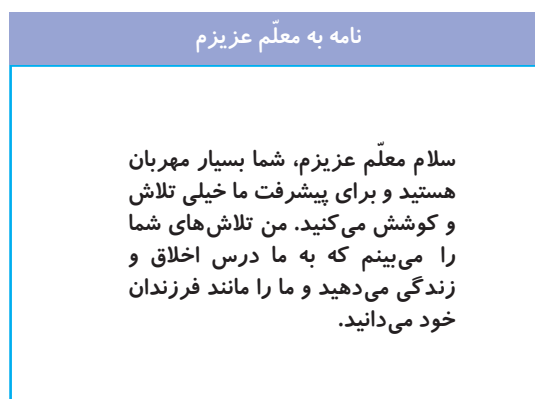 نامه به معلّم عزیزم
سلام معلّم عزیزم، شما بسیار مهربان
هستید و برای پیشرفت ما خیلی تلاش
و کوشش می‌کنید. من تلاش‌های شما
را می‌بینم که به ما درس اخلاق و
زندگی می‌دهید و ما را مانند فرزندان
خود می‌دانید.